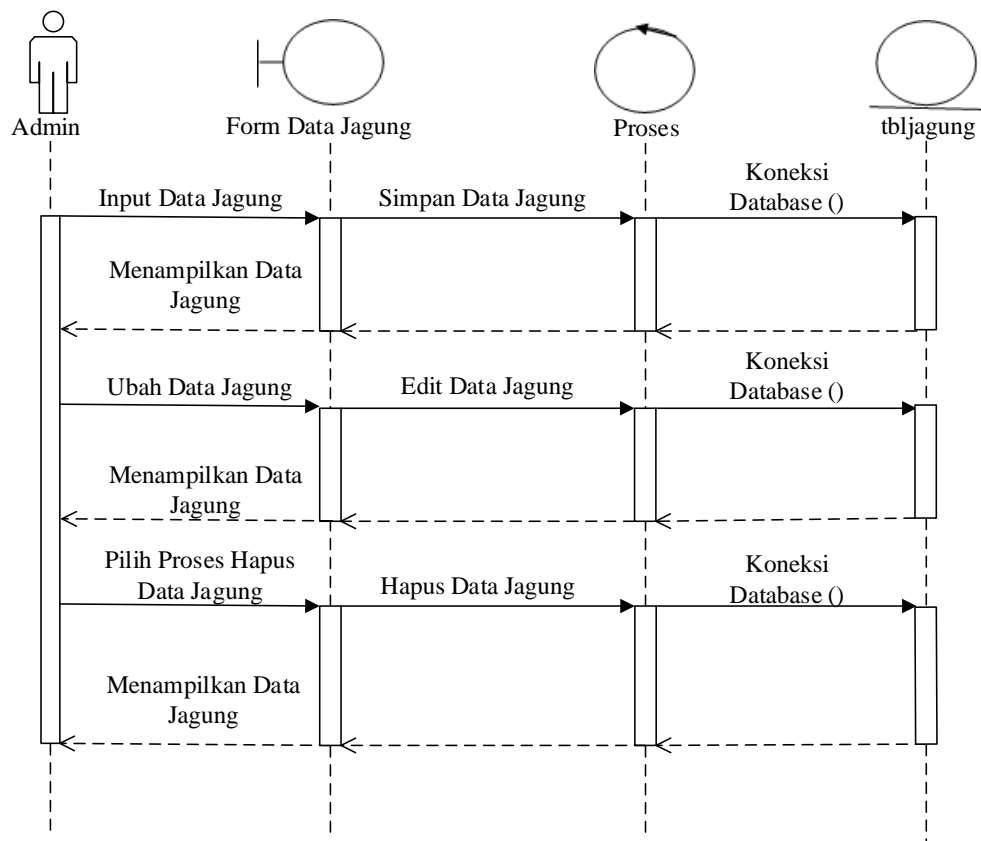 Admin
Form Data Jagung
Proses
tbljagung
Input Data Jagung
Simpan Data Jagung
Koneksi
Database ()
Menampilkan Data
Jagung
Ubah Data Jagung
Edit Data Jagung
Koneksi
Database ()
Menampilkan Data
Jagung
Pilih Proses Hapus
Data Jagung
Hapus Data Jagung
Koneksi
Database ()
Menampilkan Data
Jagung